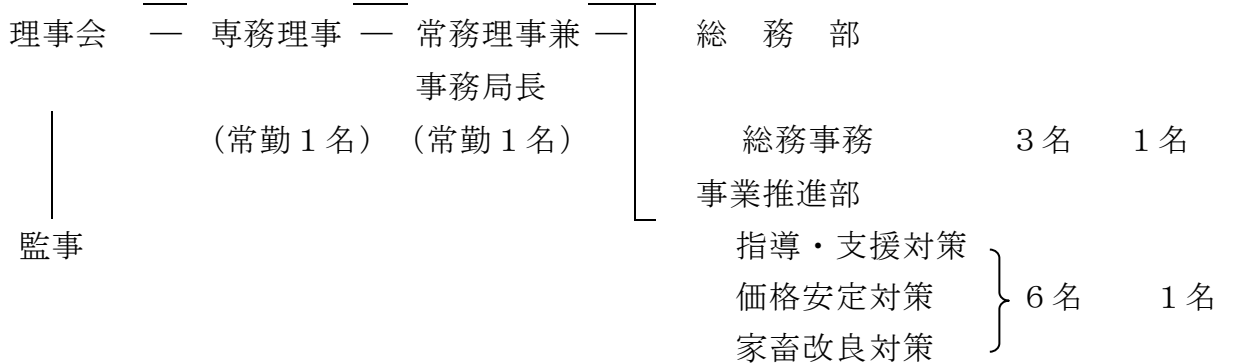 理事会 ― 専務理事 ― 常務理事兼 ― 総　務　部
事務局長
(常勤１名) (常勤１名) 総務事務 ３名 １名
事業推進部
監事 指導・支援対策
価格安定対策 ６名 １名
家畜改良対策